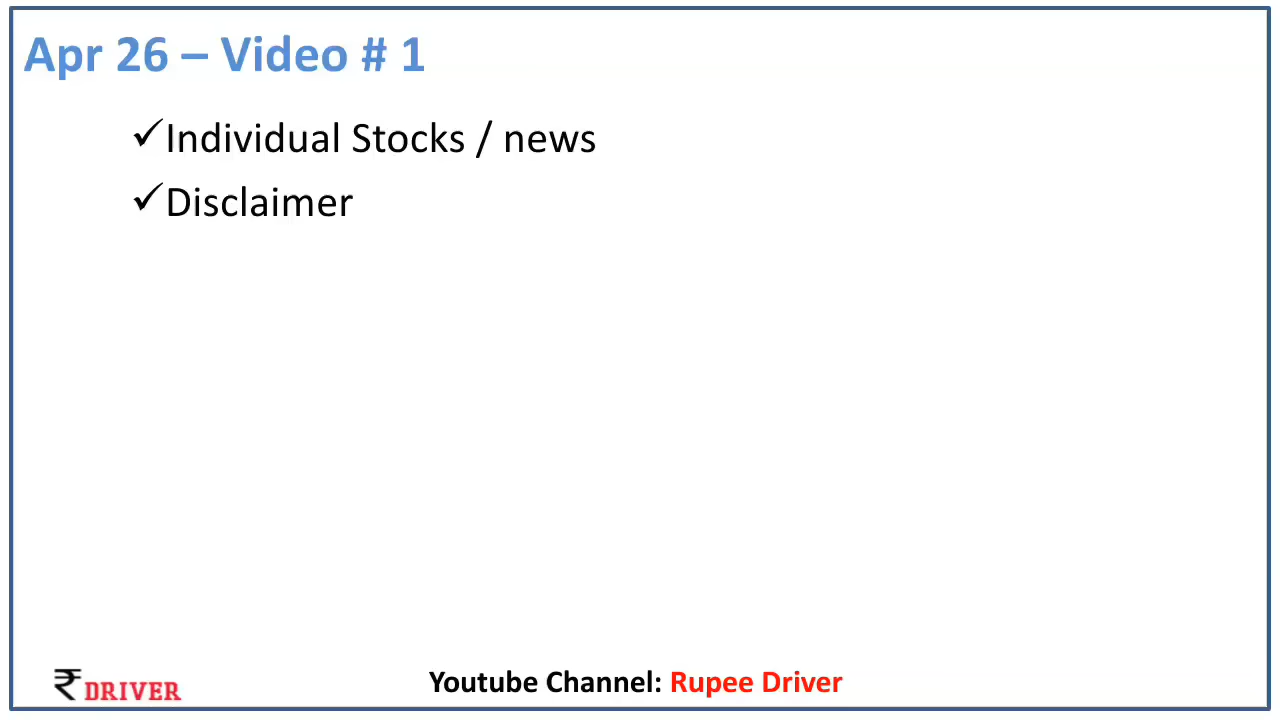 Apr 26 – Video # 1
✓Individual Stocks / news
✓Disclaimer
₹ DRIVER
Youtube Channel: Rupee Driver